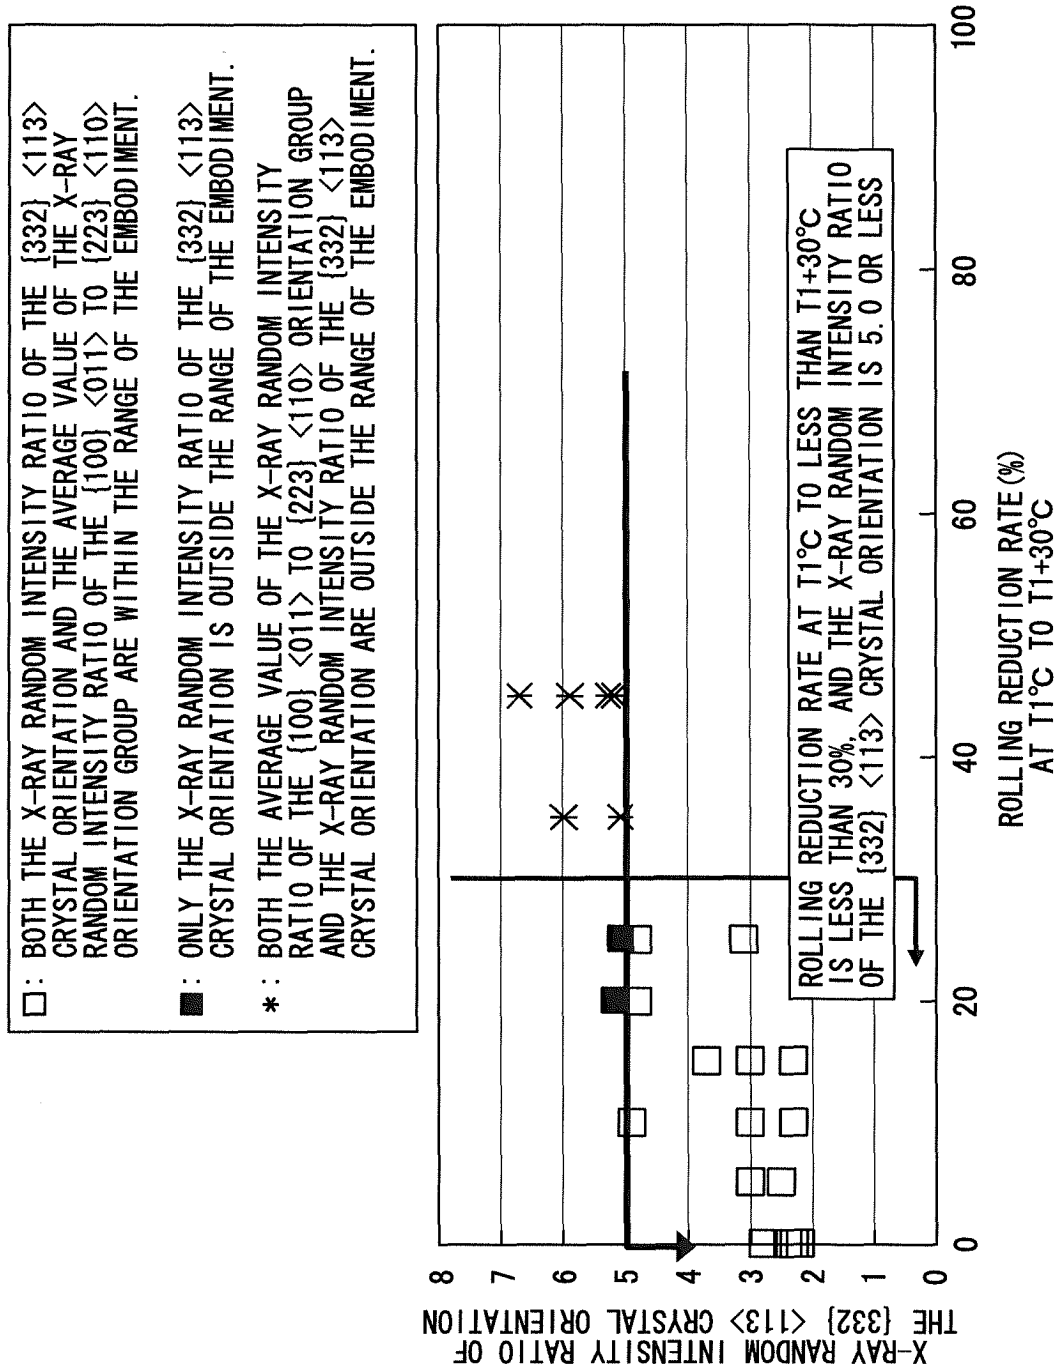 □: BOTH THE X-RAY RANDOM INTENSITY RATIO OF THE {332} <113>
CRYSTAL ORIENTATION AND THE AVERAGE VALUE OF THE X-RAY
RANDOM INTENSITY RATIO OF THE {100} <011> TO {223} <110>
ORIENTATION GROUP ARE WITHIN THE RANGE OF THE EMBODIMENT.
■: ONLY THE X-RAY RANDOM INTENSITY RATIO OF THE {332} <113>
CRYSTAL ORIENTATION IS OUTSIDE THE RANGE OF THE EMBODIMENT.
*: BOTH THE AVERAGE VALUE OF THE X-RAY RANDOM INTENSITY
RATIO OF THE {100} <011> TO {223} <110> ORIENTATION GROUP
AND THE X-RAY RANDOM INTENSITY RATIO OF THE {332} <113>
CRYSTAL ORIENTATION ARE OUTSIDE THE RANGE OF THE EMBODIMENT.
X-RAY RANDOM INTENSITY RATIO OF
THE {332} <113> CRYSTAL ORIENTATION
8
7
6
5
4
3
2
1
0
ROLLING REDUCTION RATE AT T1℃ TO LESS THAN T1+30℃
IS LESS THAN 30%, AND THE X-RAY RANDOM INTENSITY RATIO
OF THE {332} <113> CRYSTAL ORIENTATION IS 5.0 OR LESS
0
20
40
60
80
100
ROLLING REDUCTION RATE(%)
AT T1℃ TO T1+30℃